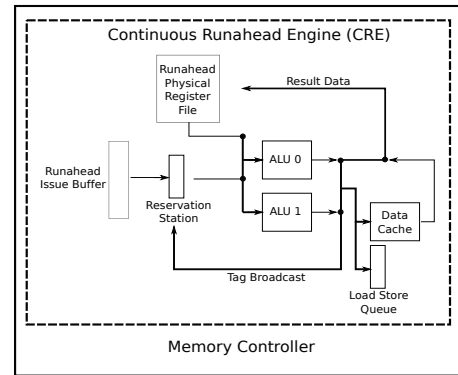 Continuous Runahead Engine (CRE)
Runahead
Physical
Register
File
Result Data
ALU 0
Runahead
Issue Buffer
Reservation
Station
ALU 1
Data
Cache
Tag Broadcast
Load Store
Queue
Memory Controller